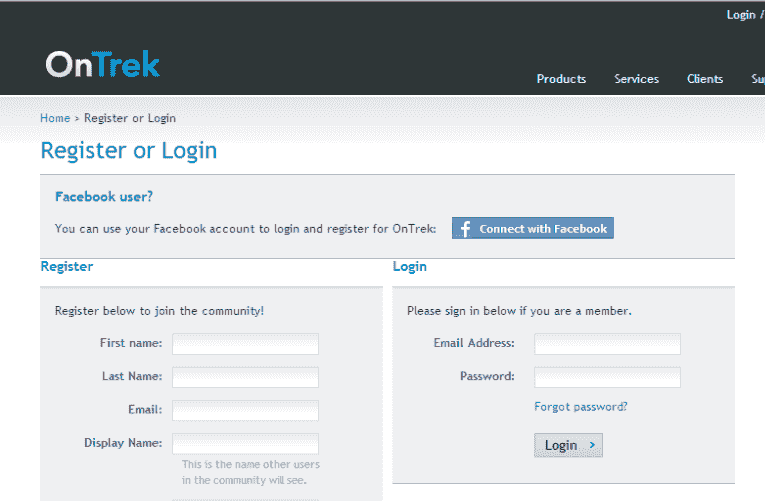 Login /
OnTrek
Products Services Clients Su
Home > Register or Login
Register or Login
Facebook user?
You can use your Facebook account to login and register for OnTrek:
f Connect with Facebook
Register
Register below to join the community!
First name:
Last Name:
Email:
Display Name:
This is the name other users
in the community will see.
Login
Please sign in below if you are a member.
Email Address:
Password:
Forgot password?
Login >